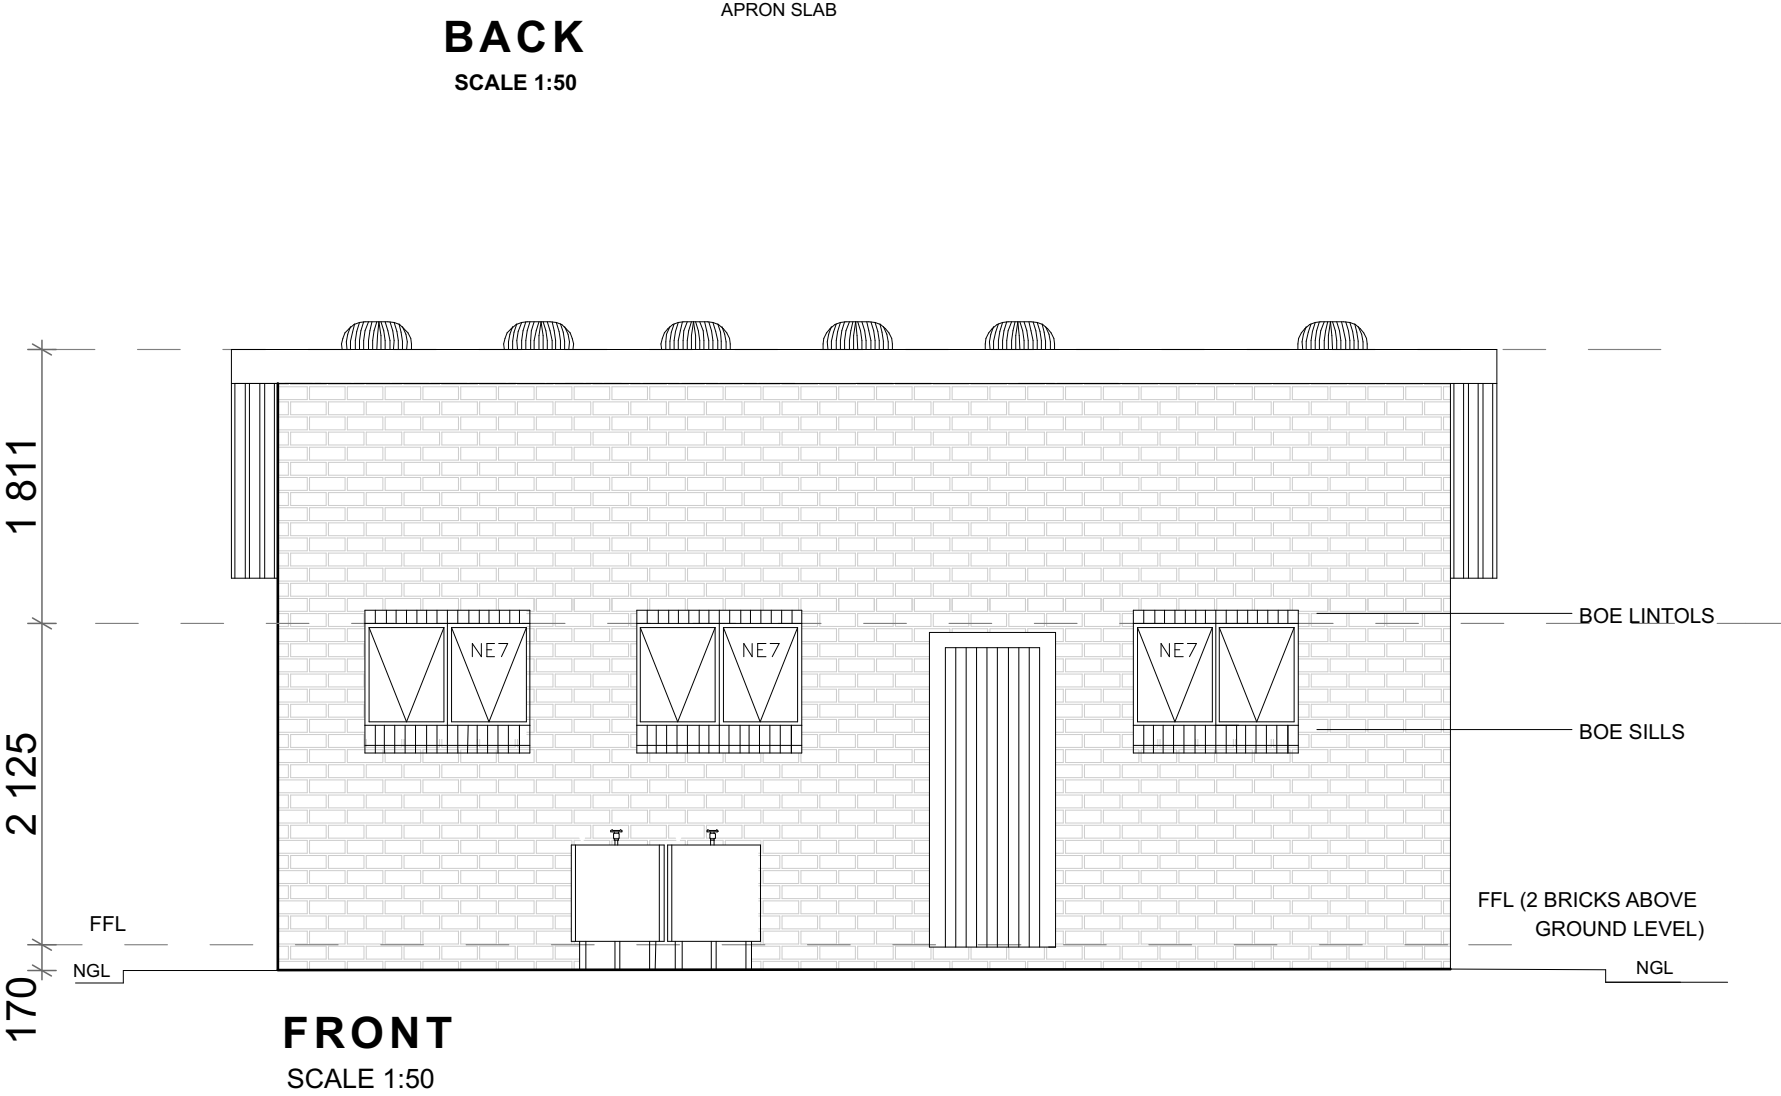 APRON SLAB
BACK
SCALE 1:50
1 811
2 125
170
NE7
NE7
NE7
BOE LINTOLS
BOE SILLS
FFL
FFL (2 BRICKS ABOVE
GROUND LEVEL)
NGL
NGL
FRONT
SCALE 1:50